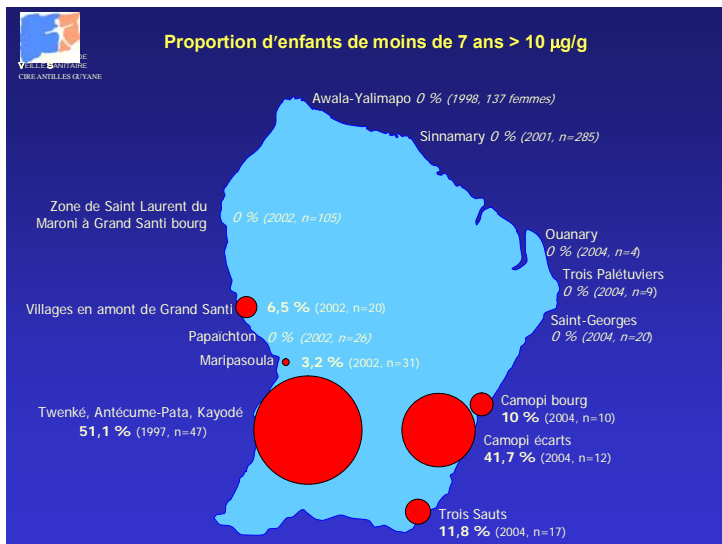 Proportion d'enfants de moins de 7 ans > 10 µg/g
DE
VEILLE SANITAIRE
CIRE ANTILLES GUYANE
Awala-Yalimapo 0 % (1998, 137 femmes)
Sinnamary 0 % (2001, n=285)
Zone de Saint Laurent du
Maroni à Grand Santi bourg
0 % (2002, n=105)
Ouanary
0 % (2004, n=4)
Trois Palétuviers
0 % (2004, n=9)
Saint-Georges
0 % (2004, n=20)
Villages en amont de Grand Santi 6,5 % (2002, n=20)
Papaïchton 0 % (2002, n=26)
Maripasoula 3,2 % (2002, n=31)
Twenké, Antécume-Pata, Kayodé
51,1 % (1997, n=47)
Camopi bourg
10 % (2004, n=10)
Camopi écarts
41,7 % (2004, n=12)
Trois Sauts
11,8 % (2004, n=17)